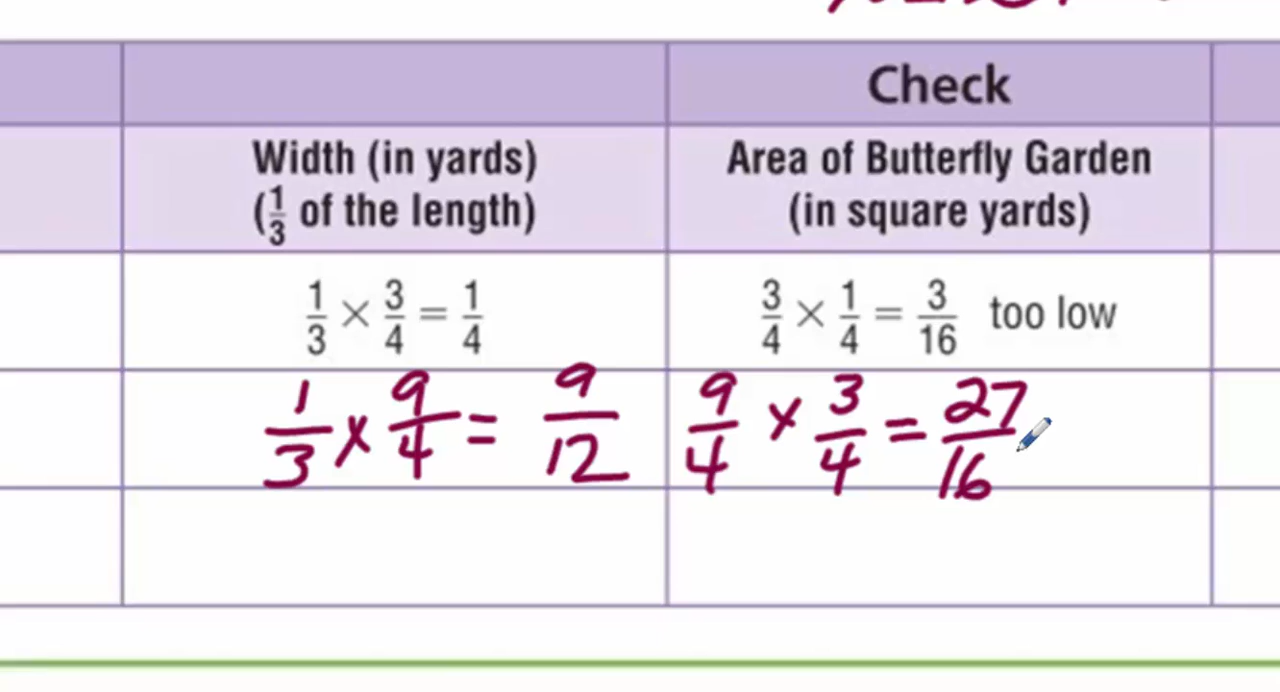 Check
Width (in yards)
(1/3 of the length)
Area of Butterfly Garden
(in square yards)
1/3 × 3/4 = 1/4
3/4 × 1/4 = 3/16 too low
1/3 × 9/4 = 9/12
9/4 × 3/4 = 27/16